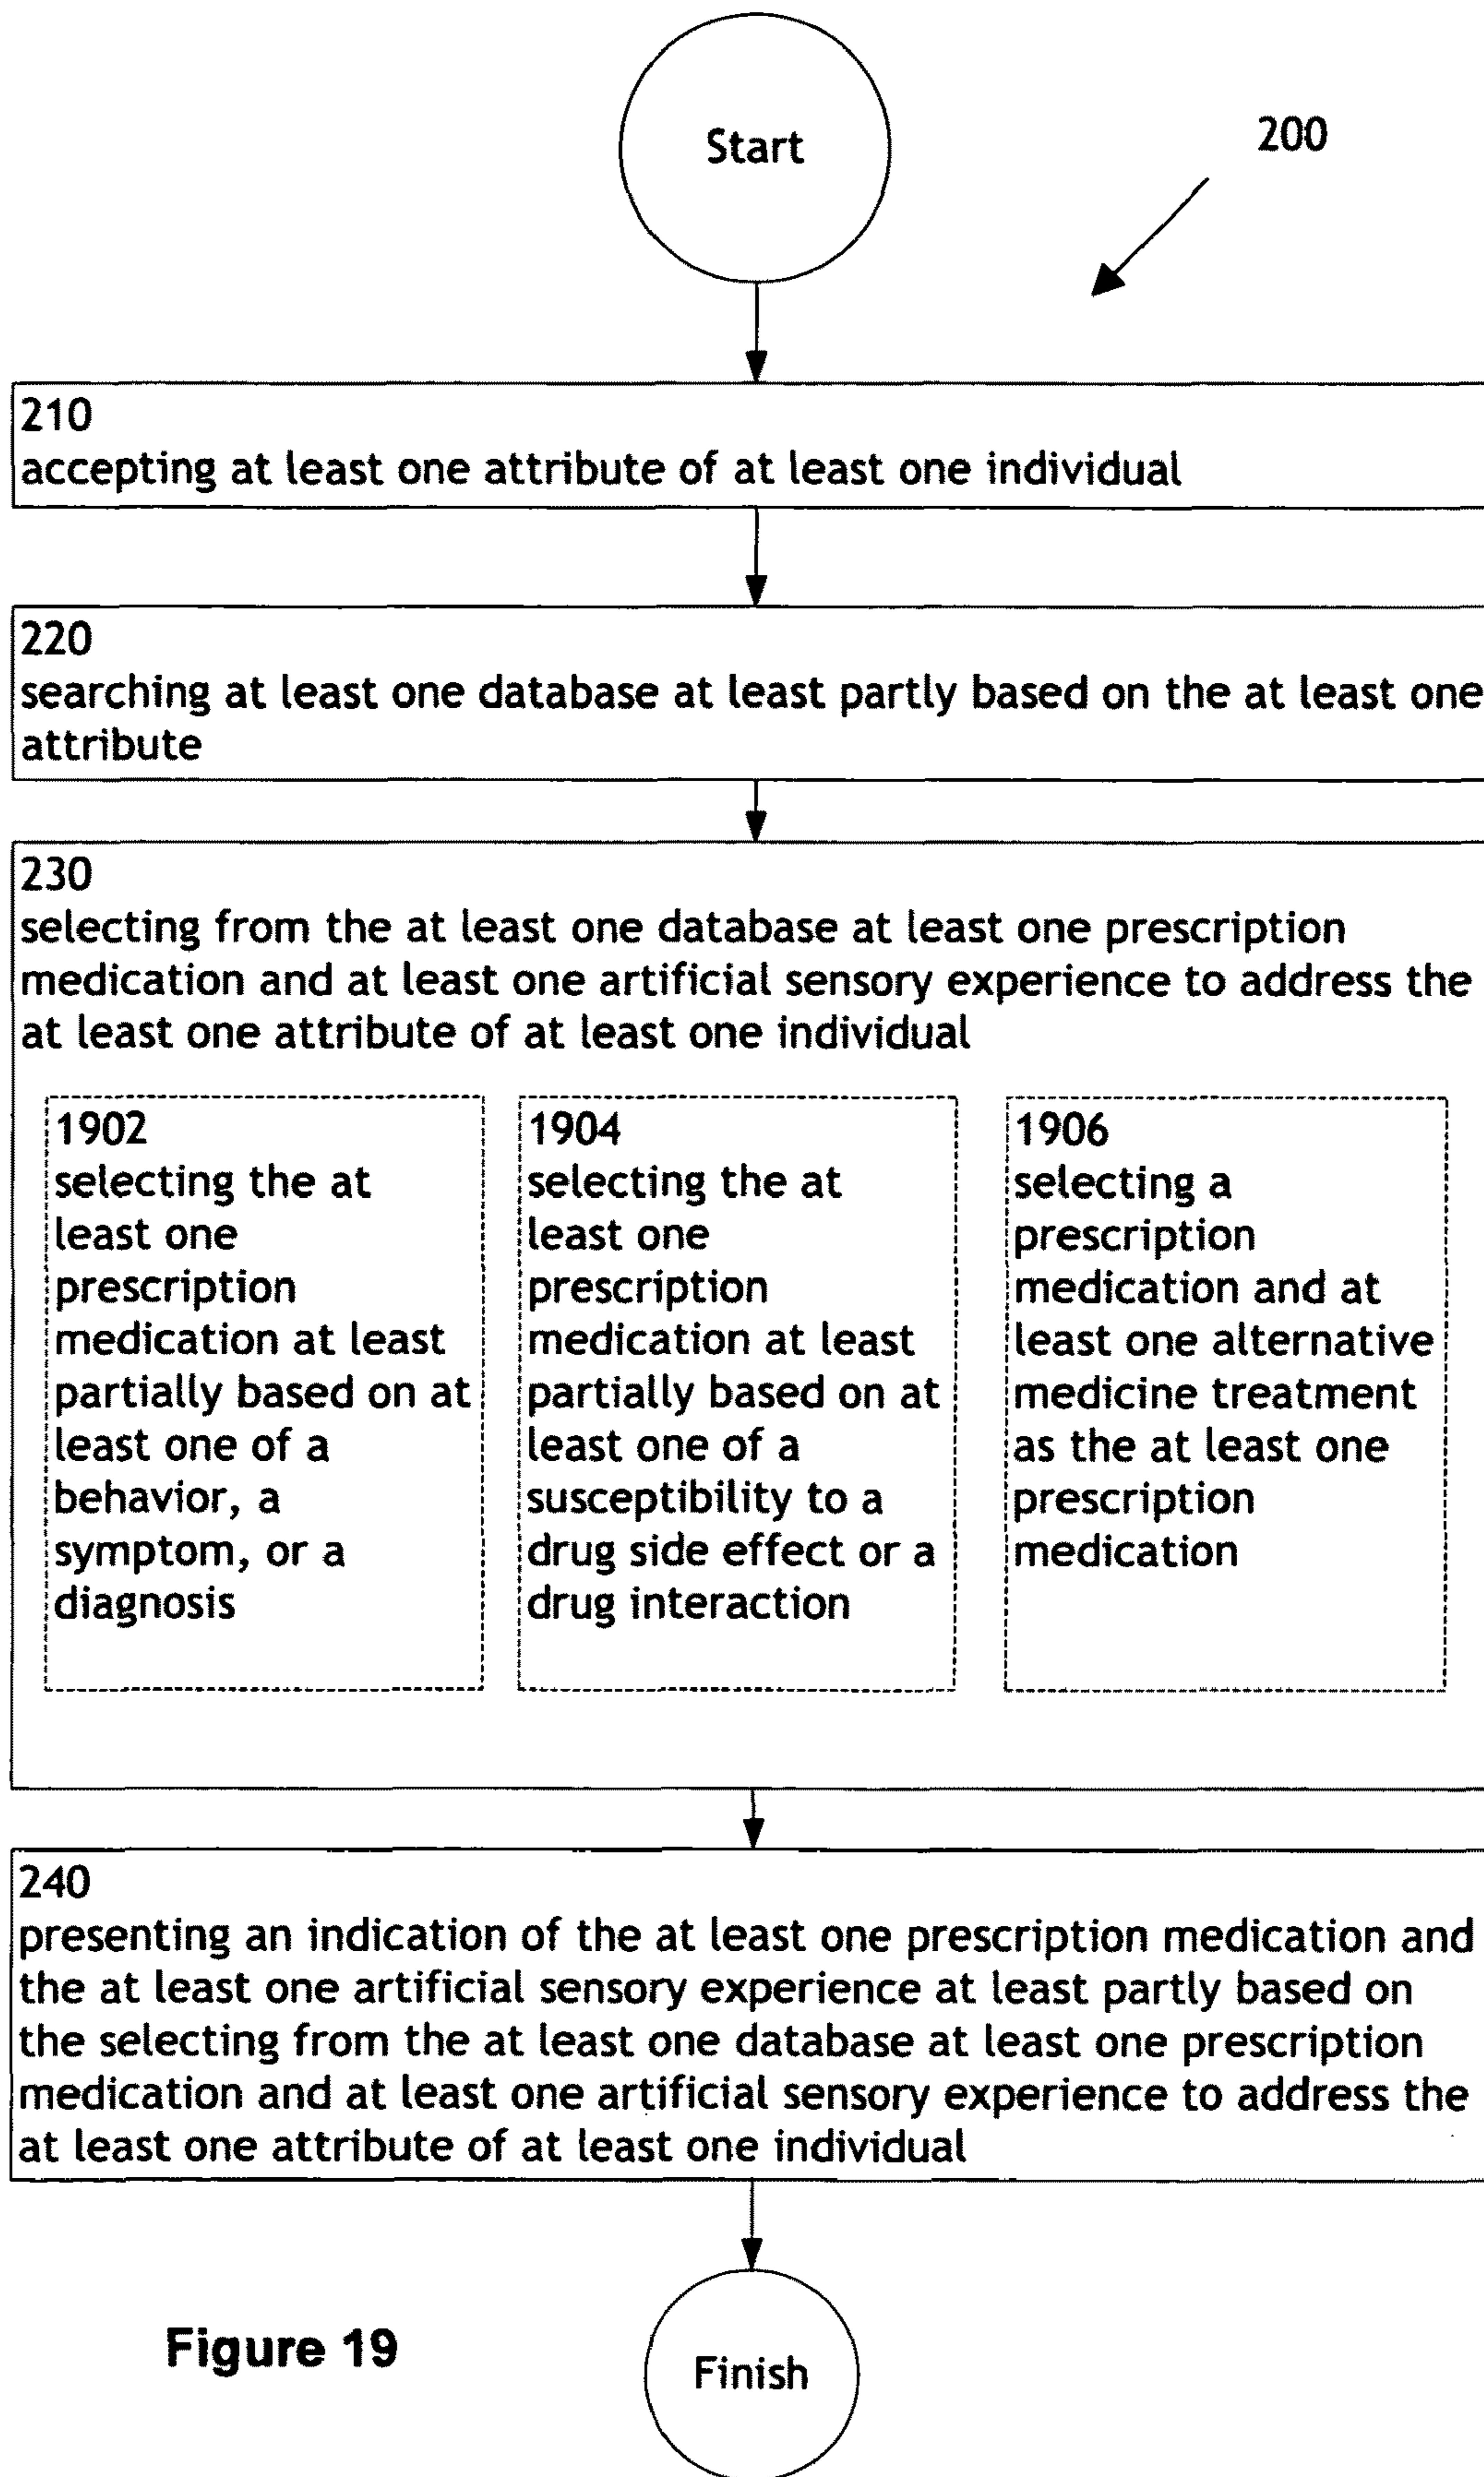 Start
200
210
accepting at least one attribute of at least one individual
220
searching at least one database at least partly based on the at least one
attribute
230
selecting from the at least one database at least one prescription
medication and at least one artificial sensory experience to address the
at least one attribute of at least one individual
1902
selecting the at
least one
prescription
medication at least
partially based on at
least one of a
behavior, a
symptom, or a
diagnosis
1904
selecting the at
least one
prescription
medication at least
partially based on at
least one of a
susceptibility to a
drug side effect or a
drug interaction
1906
selecting a
prescription
medication and at
least one alternative
medicine treatment
as the at least one
prescription
medication
240
presenting an indication of the at least one prescription medication and
the at least one artificial sensory experience at least partly based on
the selecting from the at least one database at least one prescription
medication and at least one artificial sensory experience to address the
at least one attribute of at least one individual
Figure 19
Finish